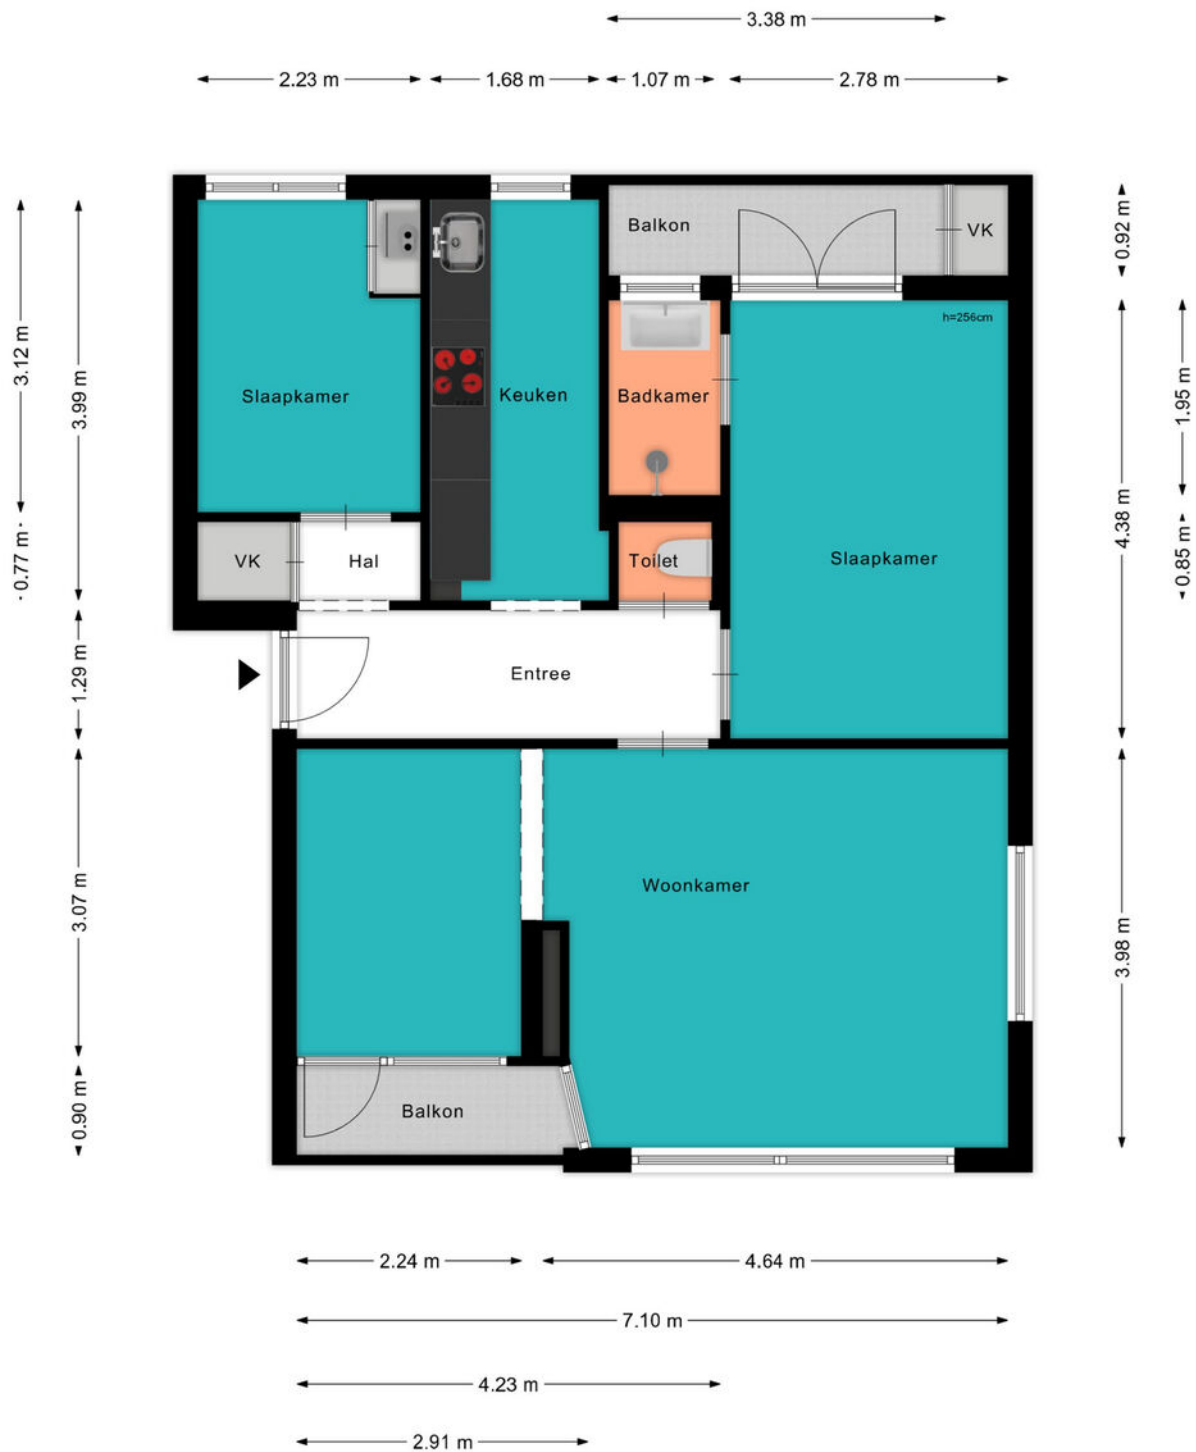 3.38 m
2.23 m
1.68 m
1.07 m
2.78 m
Balkon
VK
0.92 m
h=256cm
3.12 m
3.99 m
Slaapkamer
Keuken
Badkamer
1.95 m
4.38 m
0.77 m
VK
Hal
Toilet
Slaapkamer
0.85 m
1.29 m
Entree
3.07 m
Woonkamer
3.98 m
0.90 m
Balkon
2.24 m
4.64 m
7.10 m
4.23 m
2.91 m